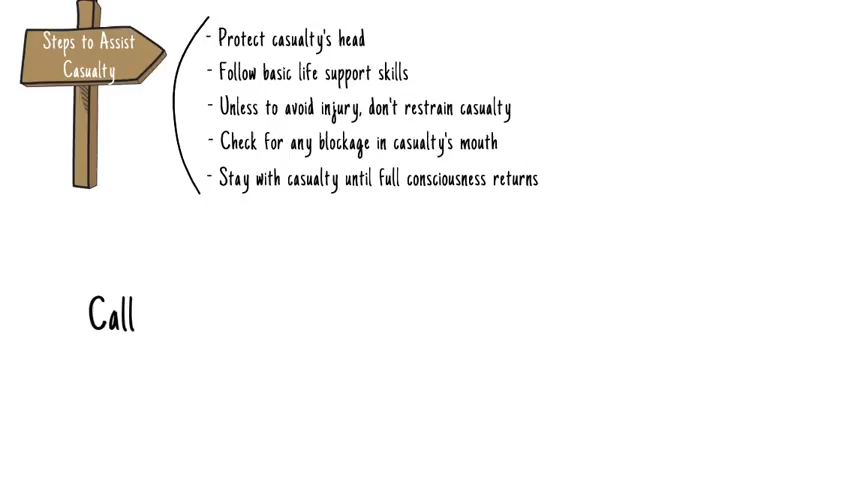 Steps to Assist
Casualty
- Protect casualty's head
- Follow basic life support skills
- Unless to avoid injury, don't restrain casualty
- Check for any blockage in casualty's mouth
- Stay with casualty until full consciousness returns
Call